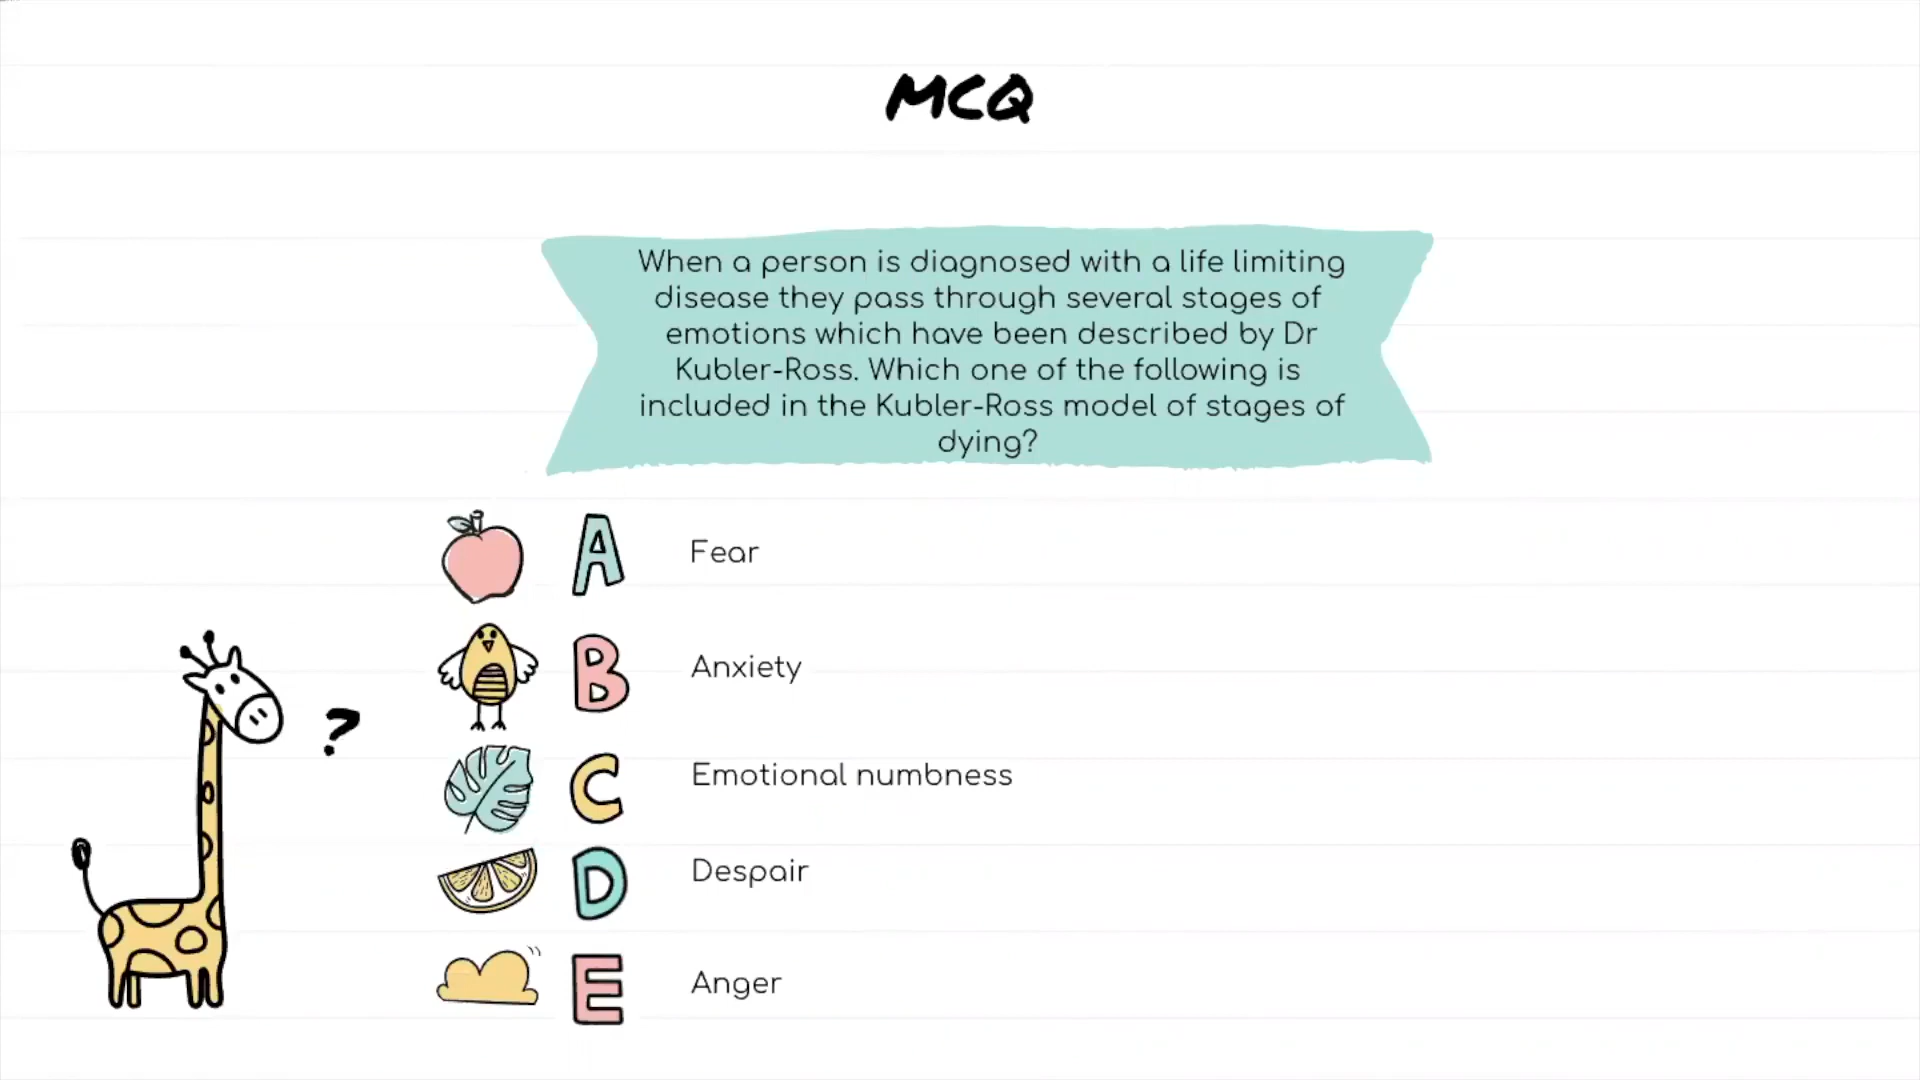 MCQ
When a person is diagnosed with a life limiting
disease they pass through several stages of
emotions which have been described by Dr
Kubler-Ross. Which one of the following is
included in the Kubler-Ross model of stages of
dying?
A Fear
B Anxiety
?
C Emotional numbness
D Despair
E Anger